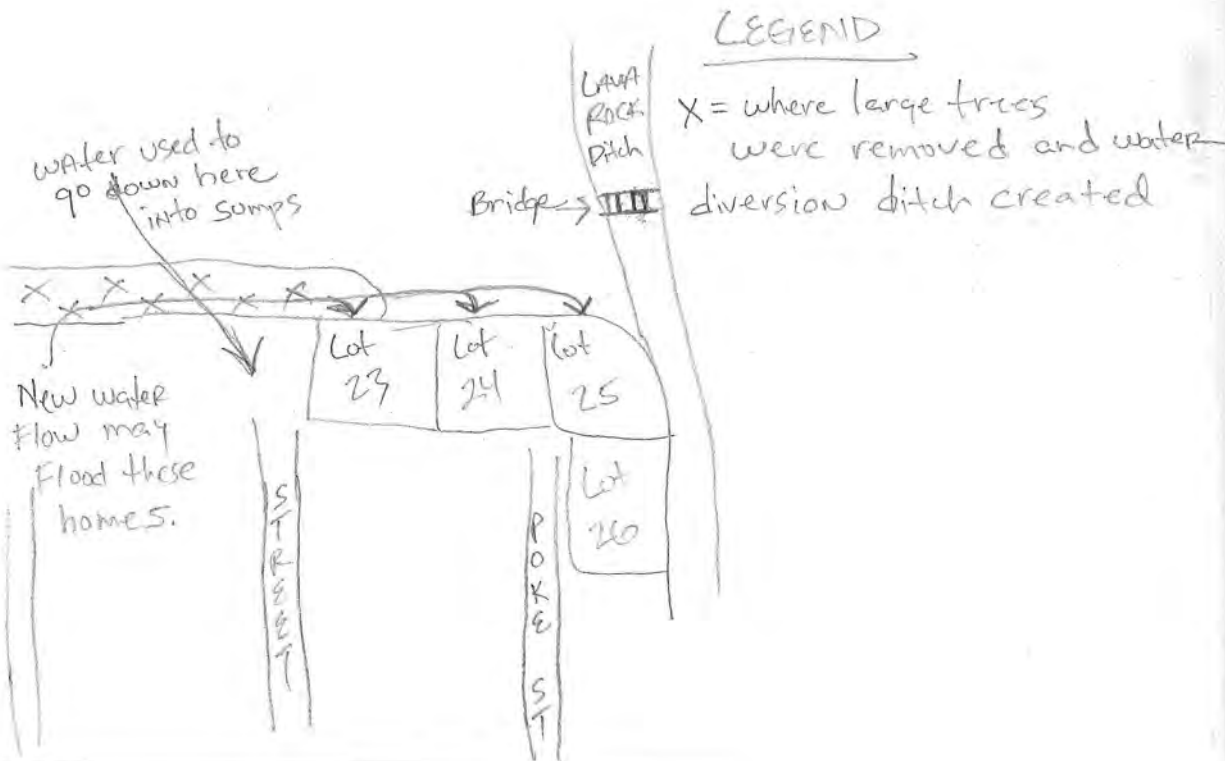 LEGEND
X = where large trees
were removed and water
diversion ditch created
LAVA
ROCK
Ditch
Bridge
water used to
go down here
into sumps
X X X X X X X X
New water
Flow may
Flood these
homes.
Lot
23
Lot
24
Lot
25
Lot
26
STREET
POKE ST